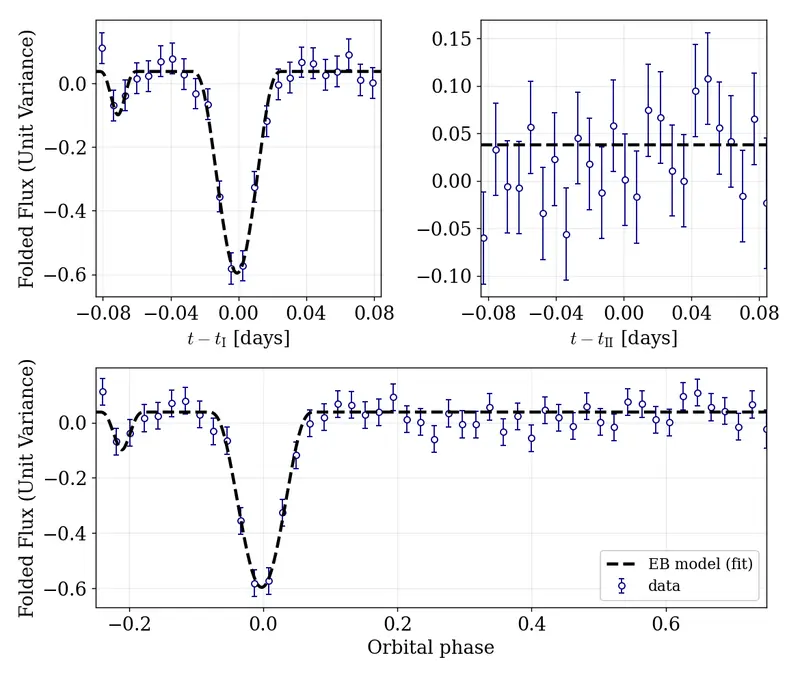 Folded Flux (Unit Variance)
0.0
−0.2
−0.4
−0.6
−0.08 −0.04 0.00 0.04 0.08
t − tI [days]
0.15
0.10
0.05
0.00
−0.05
−0.10
−0.08 −0.04 0.00 0.04 0.08
t − tII [days]
Folded Flux (Unit Variance)
0.0
−0.2
−0.4
−0.6
−0.2 0.0 0.2 0.4 0.6
Orbital phase
EB model (fit)
data